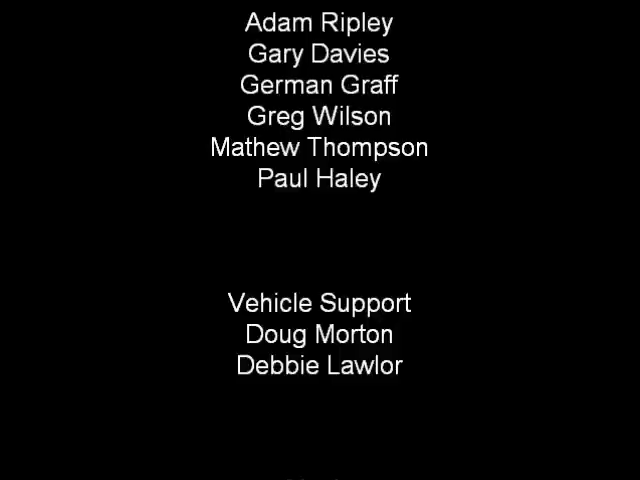 Adam Ripley
Gary Davies
German Graff
Greg Wilson
Mathew Thompson
Paul Haley
Vehicle Support
Doug Morton
Debbie Lawlor